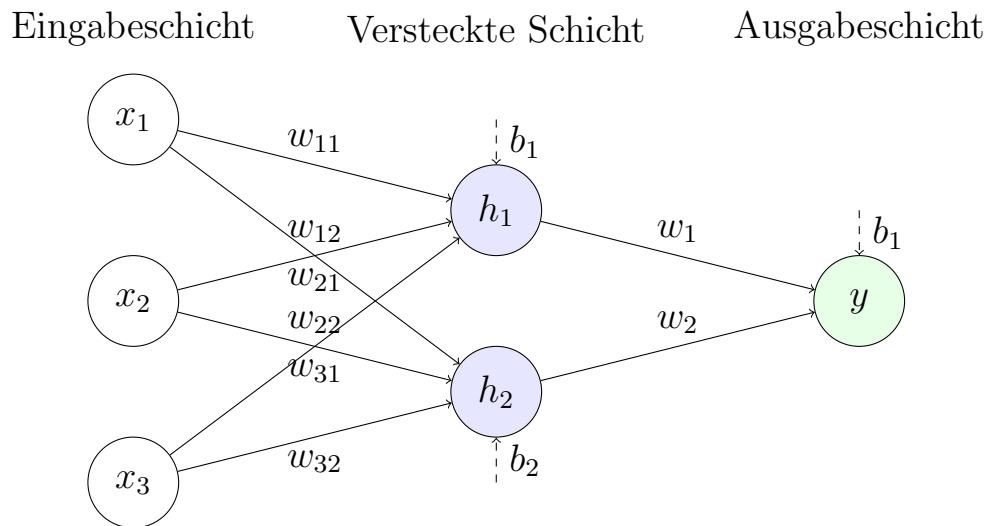 Eingabeschicht Versteckte Schicht Ausgabeschicht
x₁
w₁₁
b₁
h₁
w₁₂
w₁
b₁
w₂₁
x₂
y
w₂₂
w₂
w₃₁
h₂
w₃₂
b₂
x₃